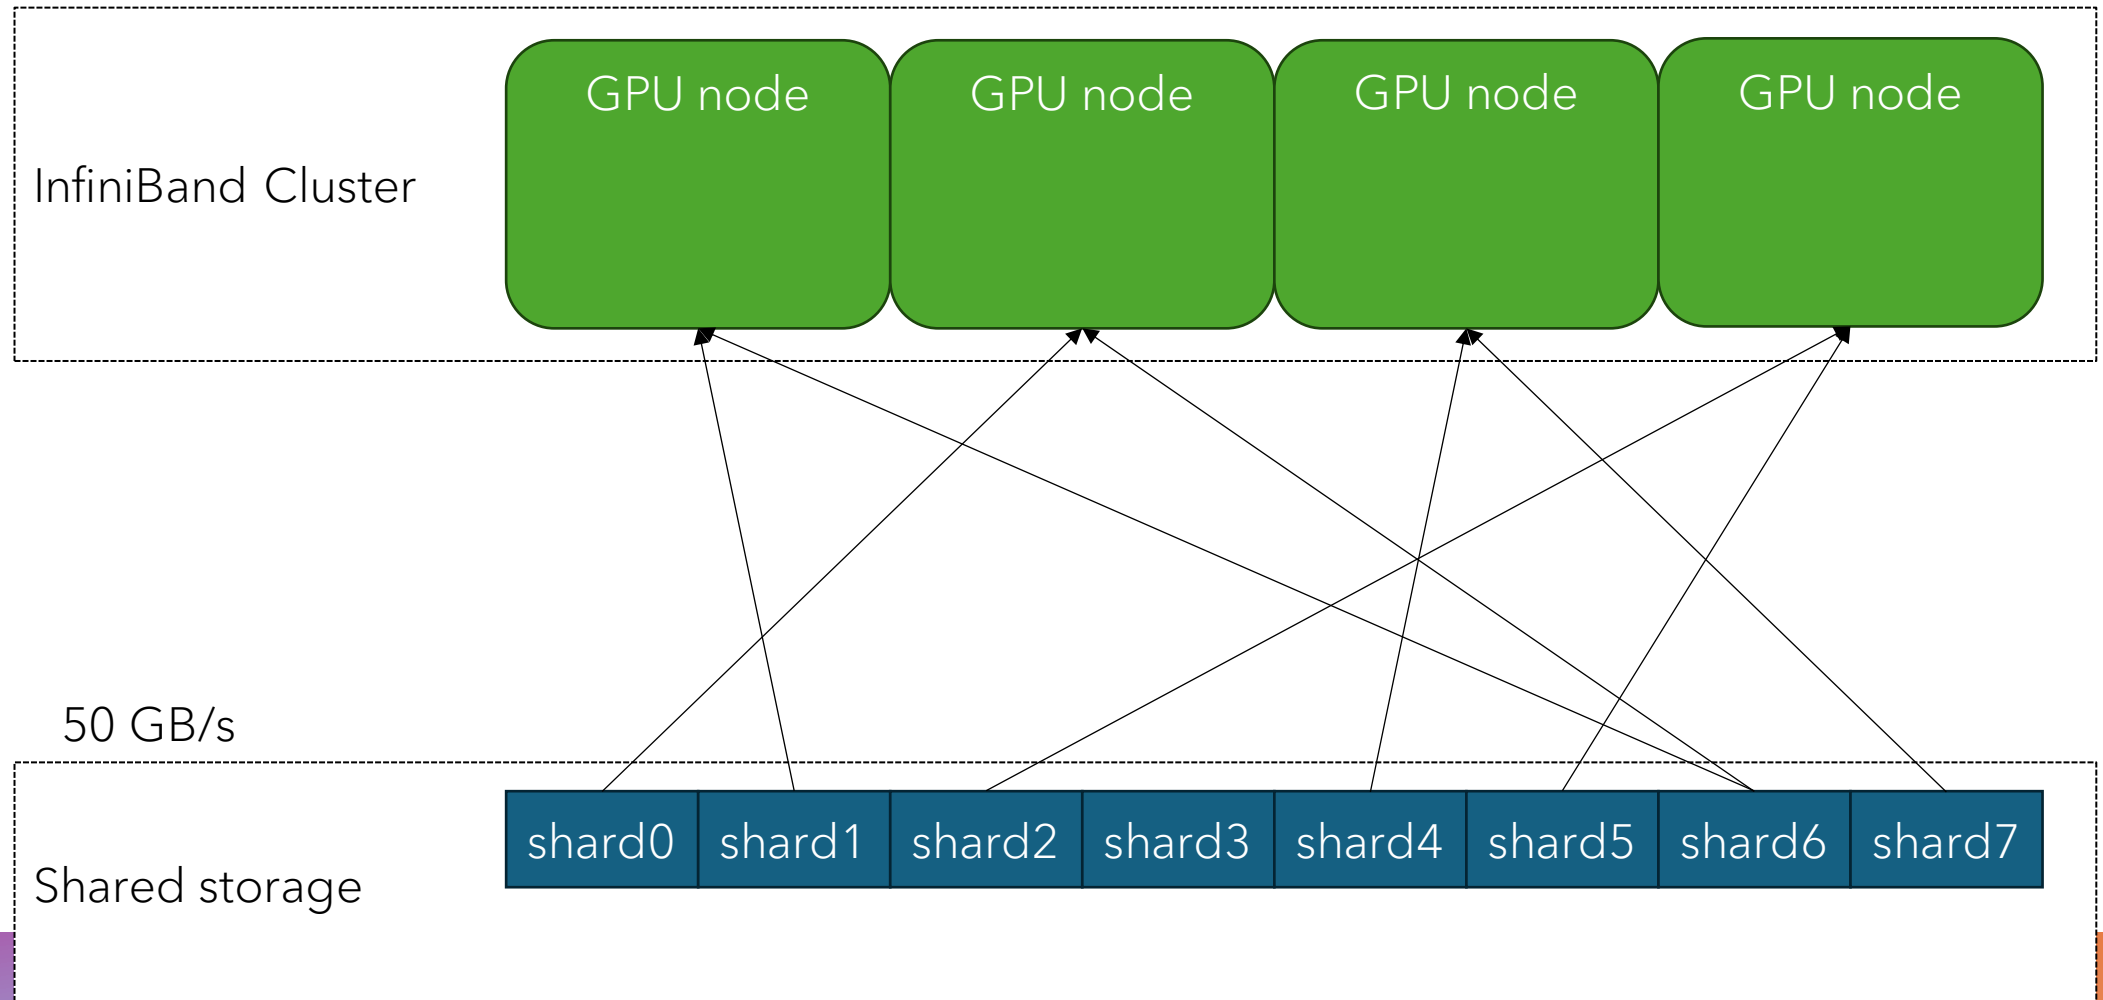 GPU node
GPU node
GPU node
GPU node
InfiniBand Cluster
50 GB/s
shard0
shard1
shard2
shard3
shard4
shard5
shard6
shard7
Shared storage